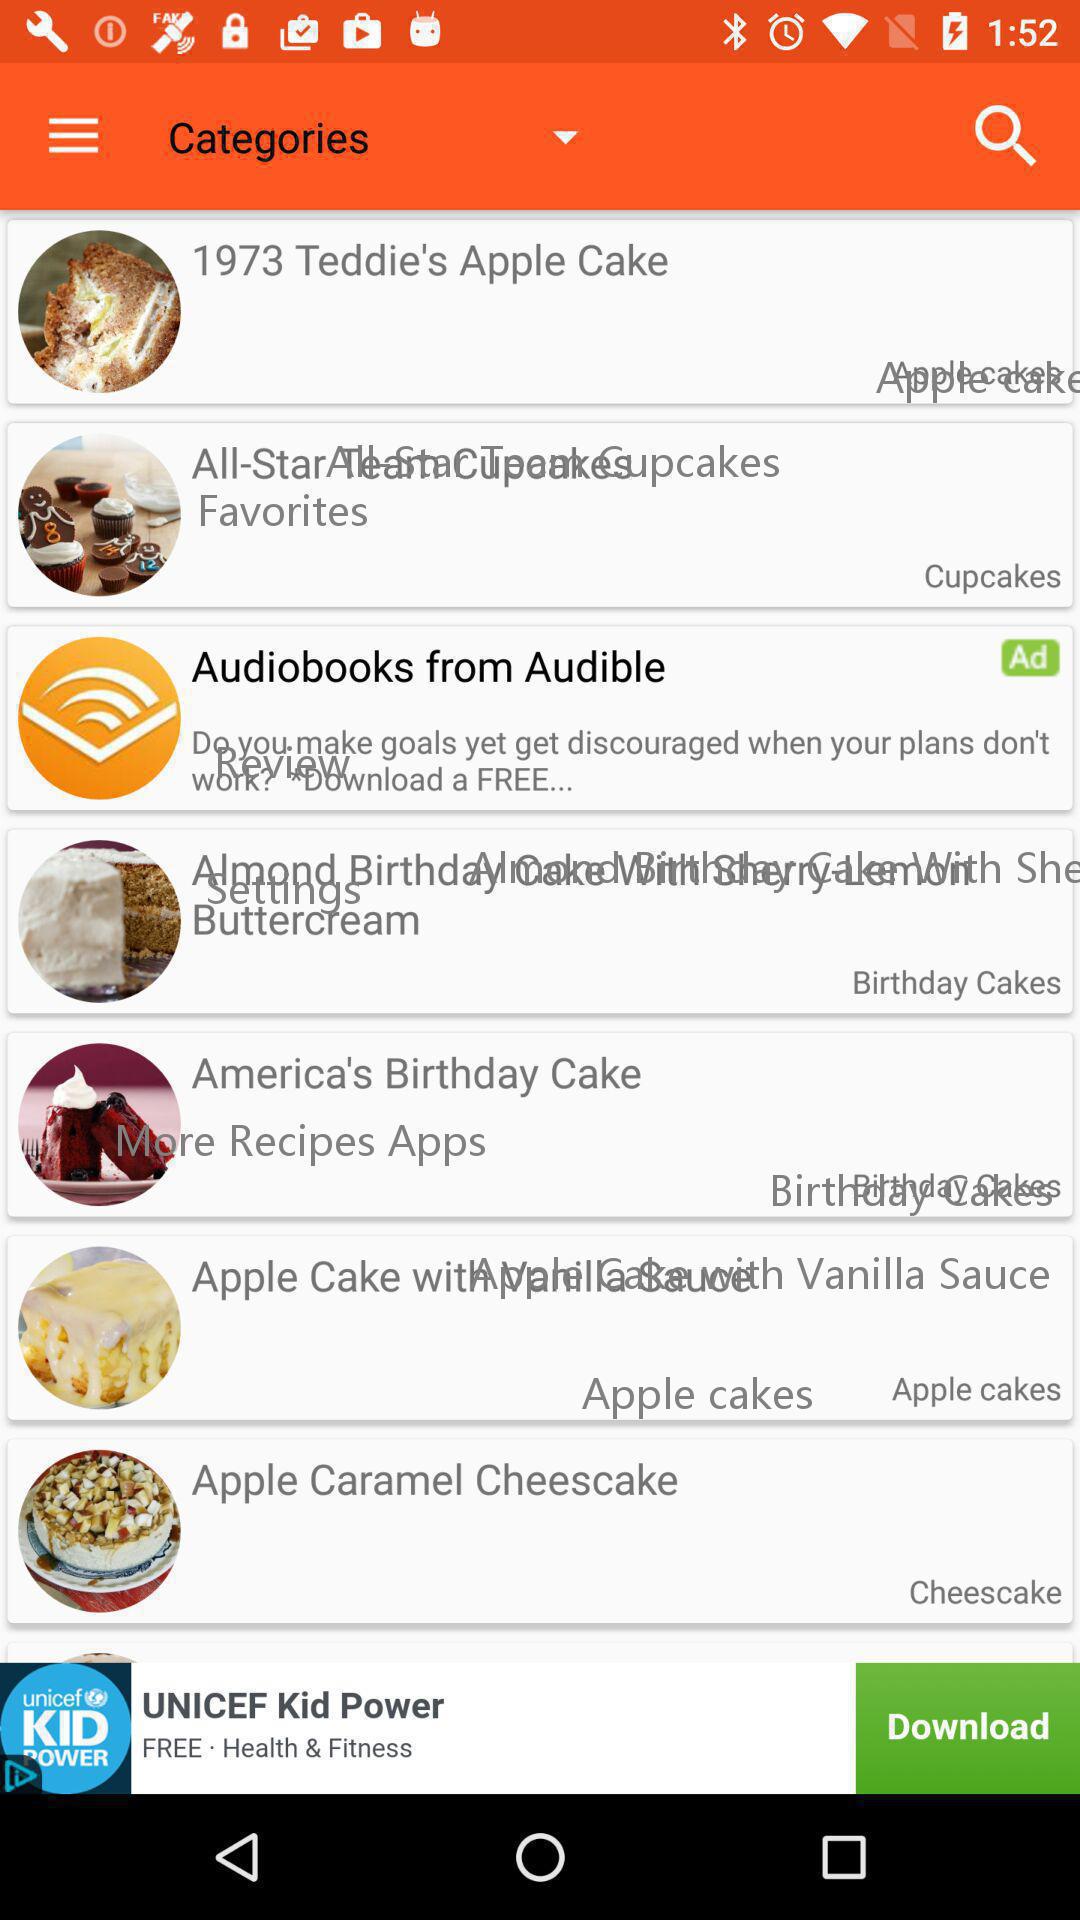 FAKE
1:52
Categories
1973 Teddie's Apple Cake
Apple cakes
Apple cake
All-Star Team Cupcakes
All-Star Team Cupcakes
Favorites
Cupcakes
Audiobooks from Audible
Ad
Do you make goals yet get discouraged when your plans don't
work? *Download a FREE...
Review
Almond Birthday Cake With Sherry-Lemon
Almond Birthday Cake With She
Settings
Buttercream
Birthday Cakes
America's Birthday Cake
More Recipes Apps
Birthday Cakes
Birthday Cakes
Apple Cake with Vanilla Sauce
Apple Cake with Vanilla Sauce
Apple cakes
Apple cakes
Apple Caramel Cheescake
Cheescake
unicef
KID
POWER
UNICEF Kid Power
FREE · Health & Fitness
Download